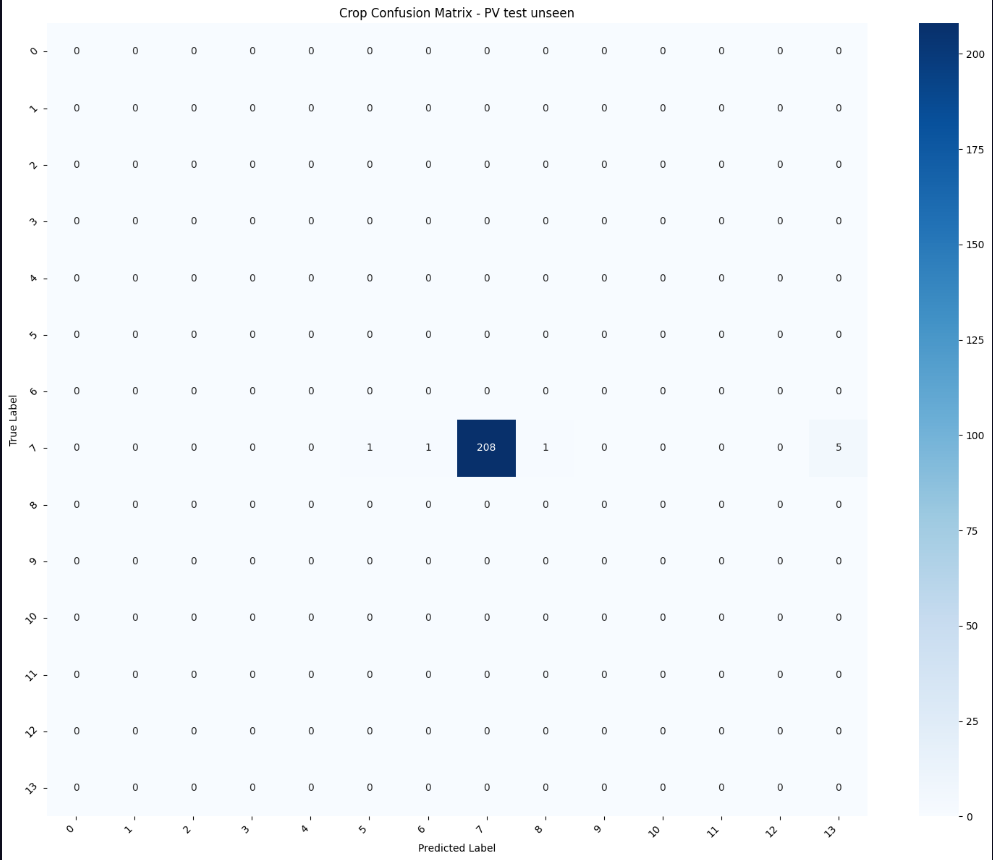 Crop Confusion Matrix - PV test unseen
0 0 0 0 0 0 0 0 0 0 0 0 0 0 0
1 0 0 0 0 0 0 0 0 0 0 0 0 0 0
2 0 0 0 0 0 0 0 0 0 0 0 0 0 0
3 0 0 0 0 0 0 0 0 0 0 0 0 0 0
4 0 0 0 0 0 0 0 0 0 0 0 0 0 0
5 0 0 0 0 0 0 0 0 0 0 0 0 0 0
6 0 0 0 0 0 0 0 0 0 0 0 0 0 0
7 0 0 0 0 0 1 1 208 1 0 0 0 0 5
8 0 0 0 0 0 0 0 0 0 0 0 0 0 0
9 0 0 0 0 0 0 0 0 0 0 0 0 0 0
10 0 0 0 0 0 0 0 0 0 0 0 0 0 0
11 0 0 0 0 0 0 0 0 0 0 0 0 0 0
12 0 0 0 0 0 0 0 0 0 0 0 0 0 0
13 0 0 0 0 0 0 0 0 0 0 0 0 0 0
0 1 2 3 4 5 6 7 8 9 10 11 12 13
True Label
Predicted Label
200
175
150
125
100
75
50
25
0